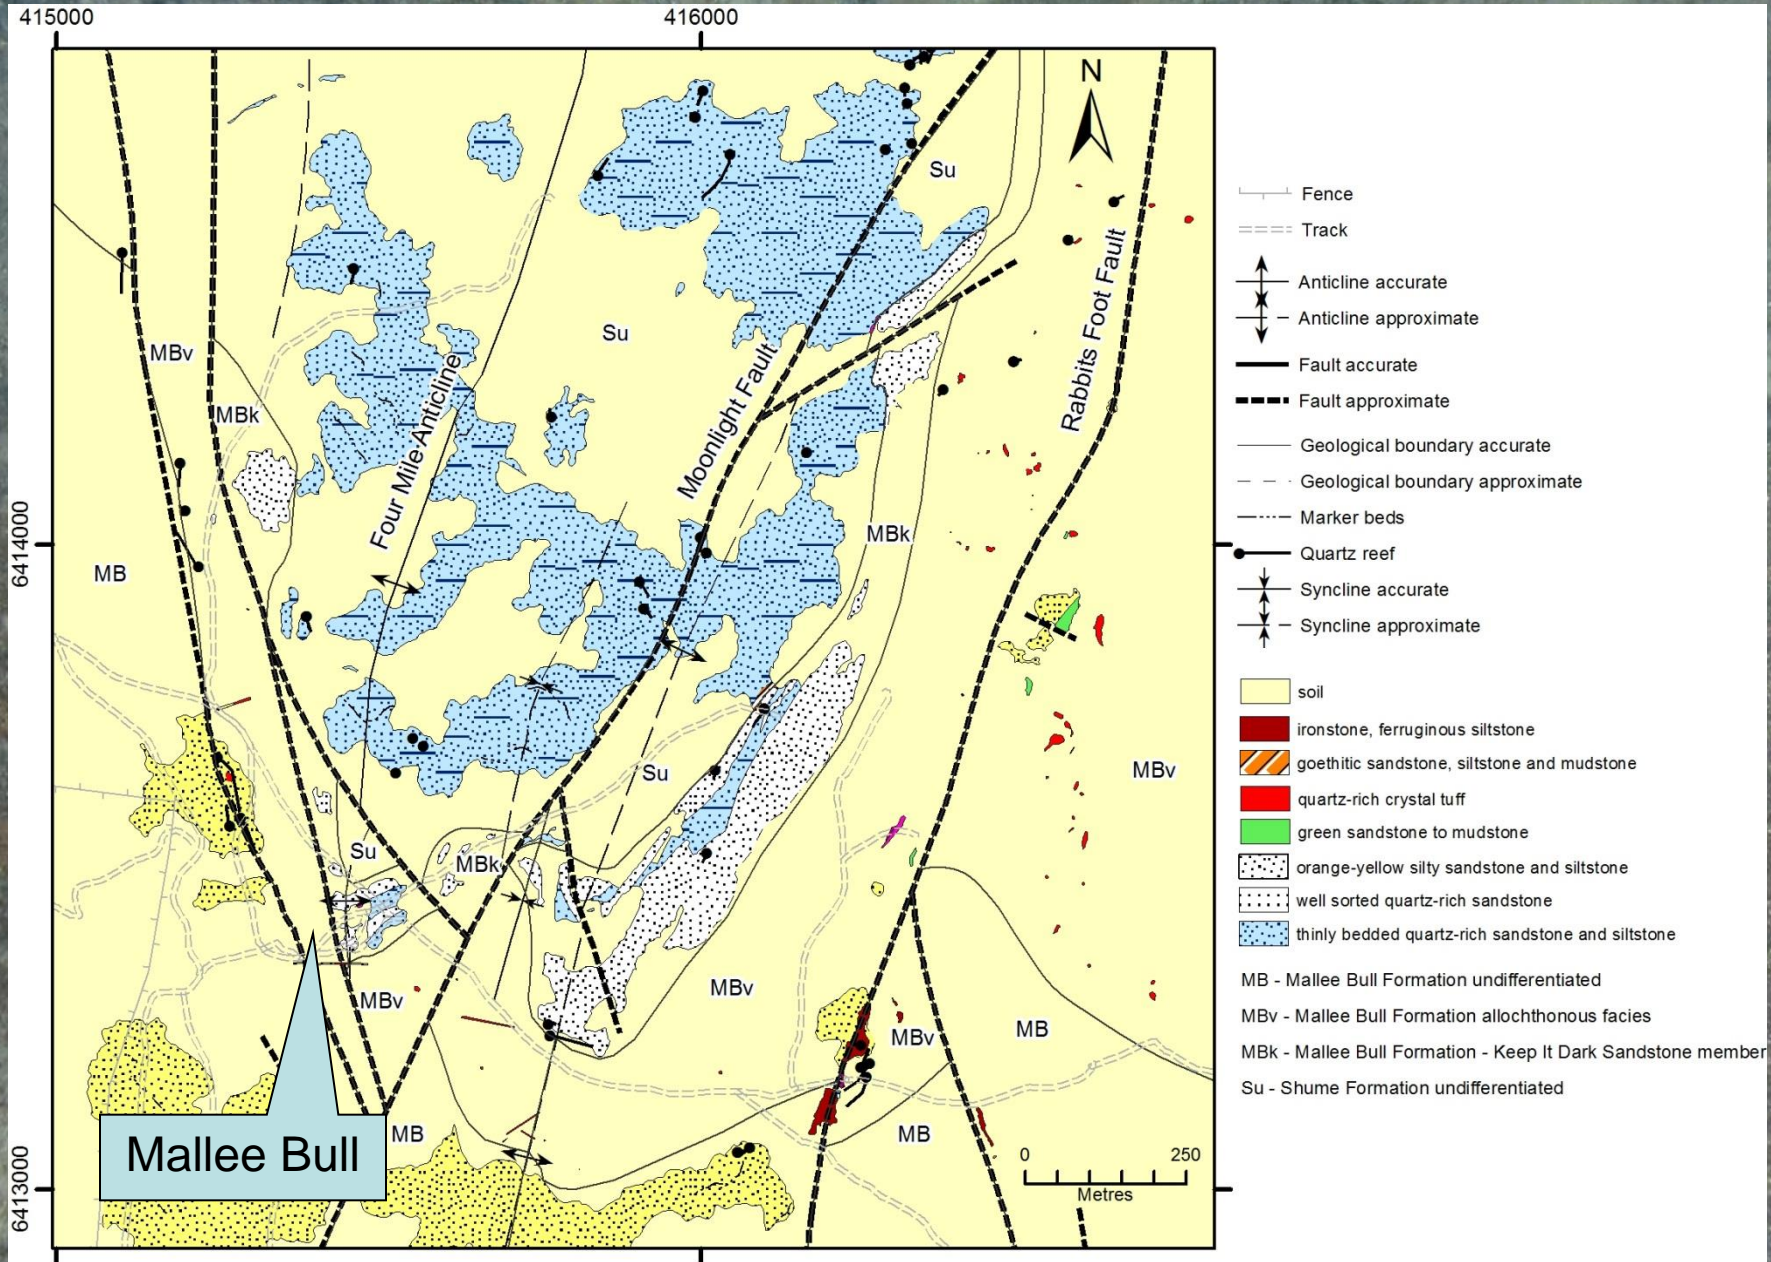 415000
416000
N
Su
MBv
Su
MBk
Four Mile Anticline
Moonlight Fault
Rabbits Foot Fault
6414000
MB
MBk
MBv
Su
Su
MBk
MBv
MBv
MBv
MB
MB
MB
6413000
0
250
Metres
Mallee Bull
Fence
Track
Anticline accurate
Anticline approximate
Fault accurate
Fault approximate
Geological boundary accurate
Geological boundary approximate
Marker beds
Quartz reef
Syncline accurate
Syncline approximate
soil
ironstone, ferruginous siltstone
goethitic sandstone, siltstone and mudstone
quartz-rich crystal tuff
green sandstone to mudstone
orange-yellow silty sandstone and siltstone
well sorted quartz-rich sandstone
thinly bedded quartz-rich sandstone and siltstone
MB - Mallee Bull Formation undifferentiated
MBv - Mallee Bull Formation allochthonous facies
MBk - Mallee Bull Formation - Keep It Dark Sandstone member
Su - Shume Formation undifferentiated